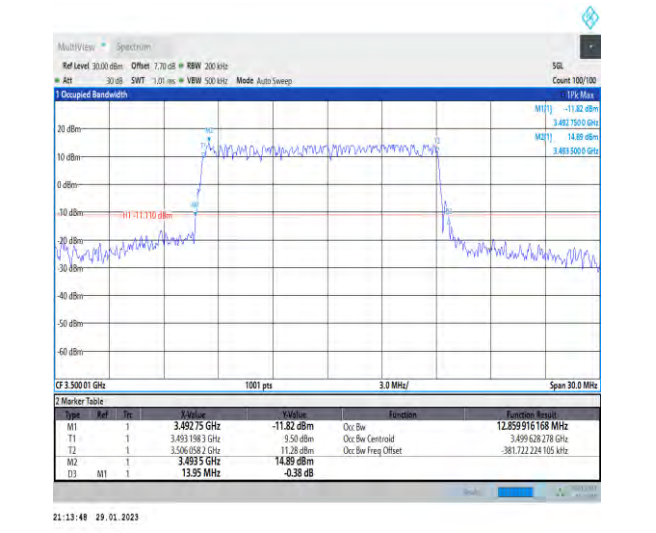 MultiView Spectrum
Ref Level 30.00 dBm Offset 7.70 dB RBW 200 kHz SGL
Att 30 dB SWT 1.01 ms VBW 500 kHz Mode Auto Sweep Count 100/100
1 Occupied Bandwidth 1Pk Max
M1[1] -11.82 dBm
3.492 7500 GHz
M2[1] 14.89 dBm
3.493 5000 GHz
M2
20 dBm
T1
T2
10 dBm
0 dBm
-10 dBm
H1 -11.110 dBm
-20 dBm
-30 dBm
-40 dBm
-50 dBm
-60 dBm
CF 3.500 01 GHz 1001 pts 3.0 MHz/ Span 30.0 MHz
2 Marker Table
Type Ref Trc X-Value Y-Value Function Function Result
M1 1 3.492 75 GHz -11.82 dBm Occ Bw 12.859 916 168 MHz
T1 1 3.493 198 3 GHz 9.50 dBm Occ Bw Centroid 3.499 628 278 GHz
T2 1 3.506 058 2 GHz 11.28 dBm Occ Bw Freq Offset -381.722 224 105 kHz
M2 1 3.493 5 GHz 14.89 dBm
D3 M1 1 13.95 MHz -0.38 dB
21:13:48 29.01.2023